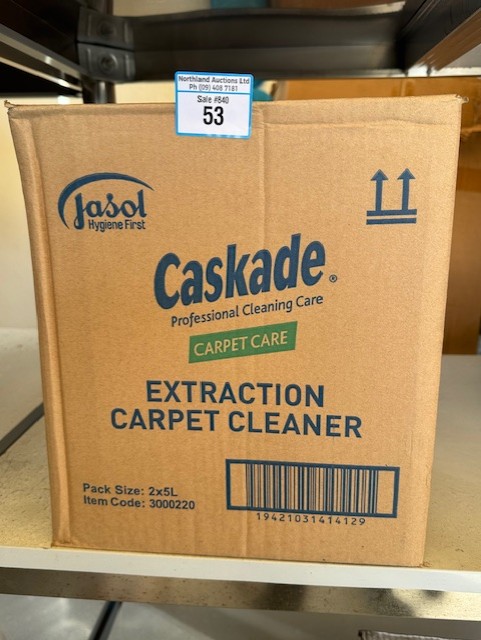 Northland Auctions Ltd
Ph (09) 408 7181
Sale #840
53
Jasol
Hygiene First
Caskade®
Professional Cleaning Care
CARPET CARE
EXTRACTION
CARPET CLEANER
Pack Size: 2x5L
Item Code: 3000220
19421031414129